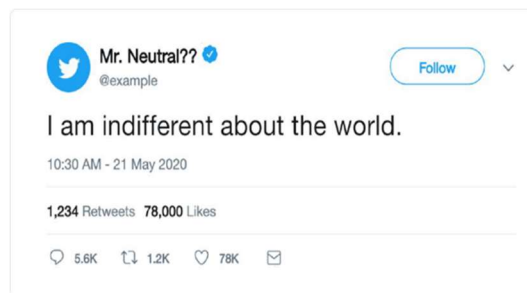 Mr. Neutral??
@example
Follow
I am indifferent about the world.
10:30 AM - 21 May 2020
1,234 Retweets 78,000 Likes
5.6K 1.2K 78K